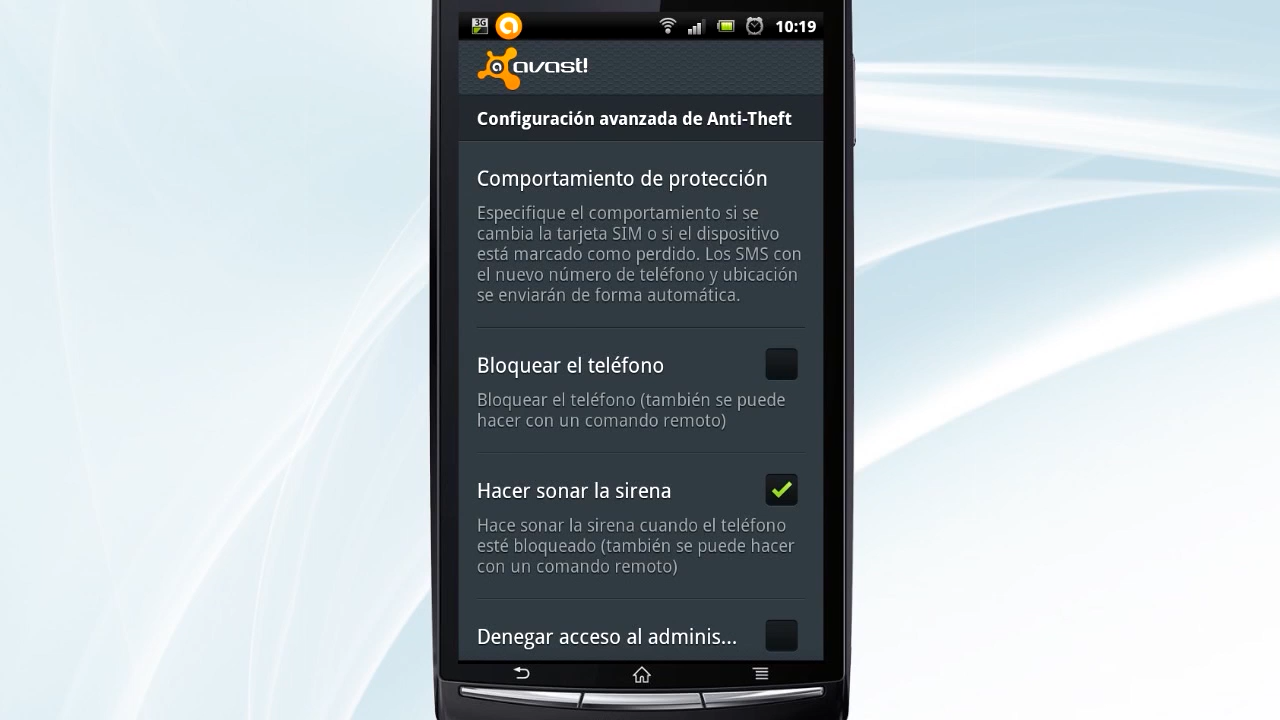 3G
10:19
avast!
Configuración avanzada de Anti-Theft
Comportamiento de protección
Especifique el comportamiento si se
cambia la tarjeta SIM o si el dispositivo
está marcado como perdido. Los SMS con
el nuevo número de teléfono y ubicación
se enviarán de forma automática.
Bloquear el teléfono
Bloquear el teléfono (también se puede
hacer con un comando remoto)
Hacer sonar la sirena
Hace sonar la sirena cuando el teléfono
esté bloqueado (también se puede hacer
con un comando remoto)
Denegar acceso al adminis...